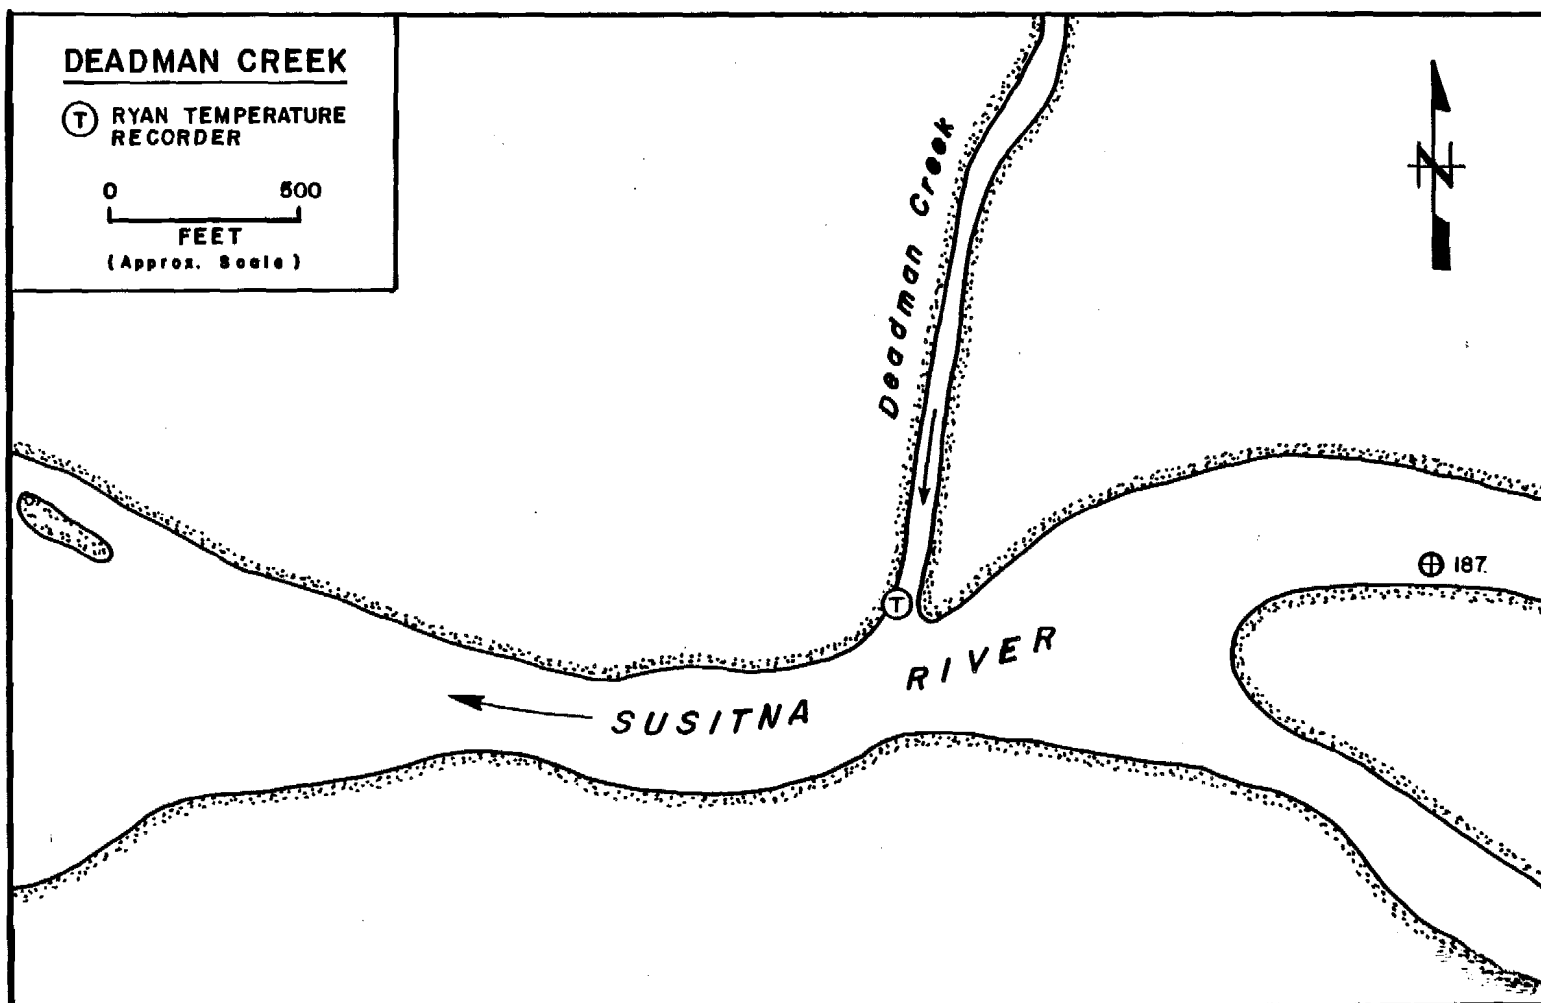 DEADMAN CREEK
T RYAN TEMPERATURE
RECORDER
0 500
FEET
(Approx. Scale)
Deadman Creek
N
T
187.
SUSITNA RIVER